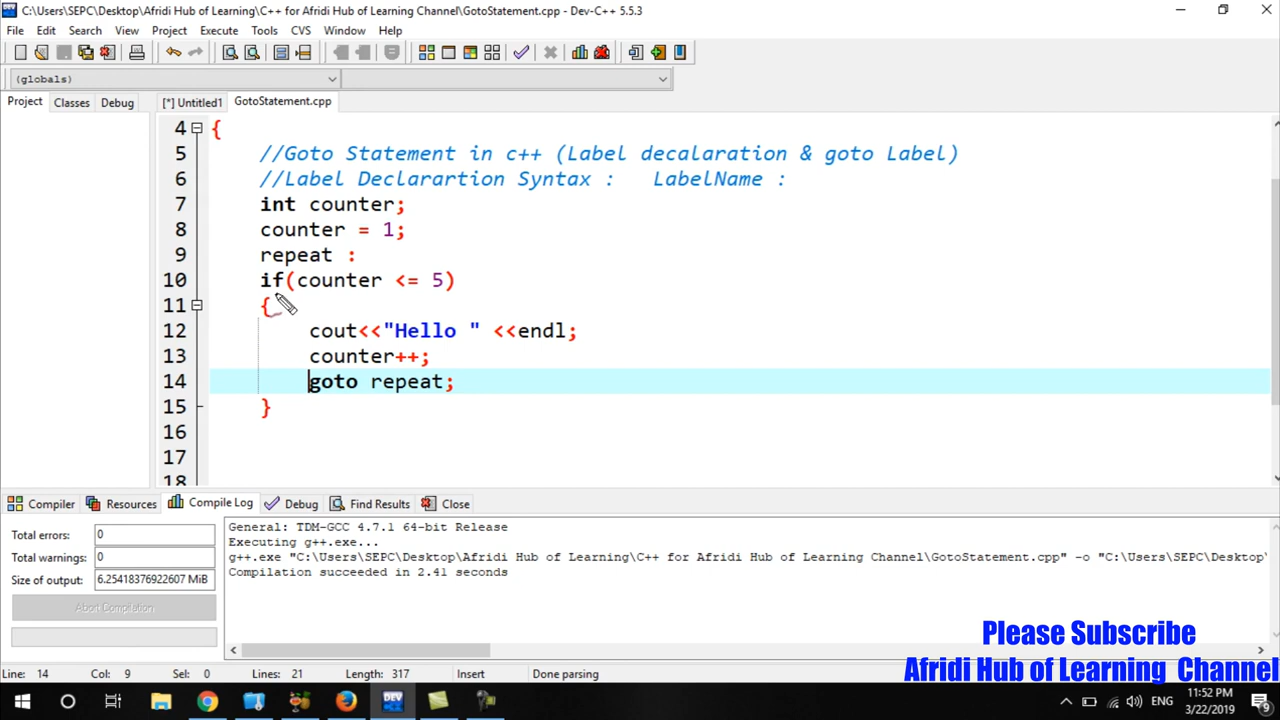 C:\Users\SEPC\Desktop\Afridi Hub of Learning\C++ for Afridi Hub of Learning Channel\GotoStatement.cpp - Dev-C++ 5.5.3
File Edit Search View Project Execute Tools CVS Window Help
(globals)
Project Classes Debug [*] Untitled1 GotoStatement.cpp
4 {
5 //Goto Statement in c++ (Label decalaration & goto Label)
6 //Label Declarartion Syntax : LabelName :
7 int counter;
8 counter = 1;
9 repeat :
10 if(counter <= 5)
11 {
12 cout<<"Hello " <<endl;
13 counter++;
14 goto repeat;
15 }
16
17
18
Compiler Resources Compile Log Debug Find Results Close
Total errors: 0
Total warnings: 0
Size of output: 6.25418376922607 MiB
Abort Compilation
General: TDM-GCC 4.7.1 64-bit Release
Executing g++.exe...
g++.exe "C:\Users\SEPC\Desktop\Afridi Hub of Learning\C++ for Afridi Hub of Learning Channel\GotoStatement.cpp" -o "C:\Users\SEPC\Desktop
Compilation succeeded in 2.41 seconds
Please Subscribe
Afridi Hub of Learning Channel
Line: 14 Col: 9 Sel: 0 Lines: 21 Length: 317 Insert Done parsing
DEV
ENG
11:52 PM
3/22/2019
9